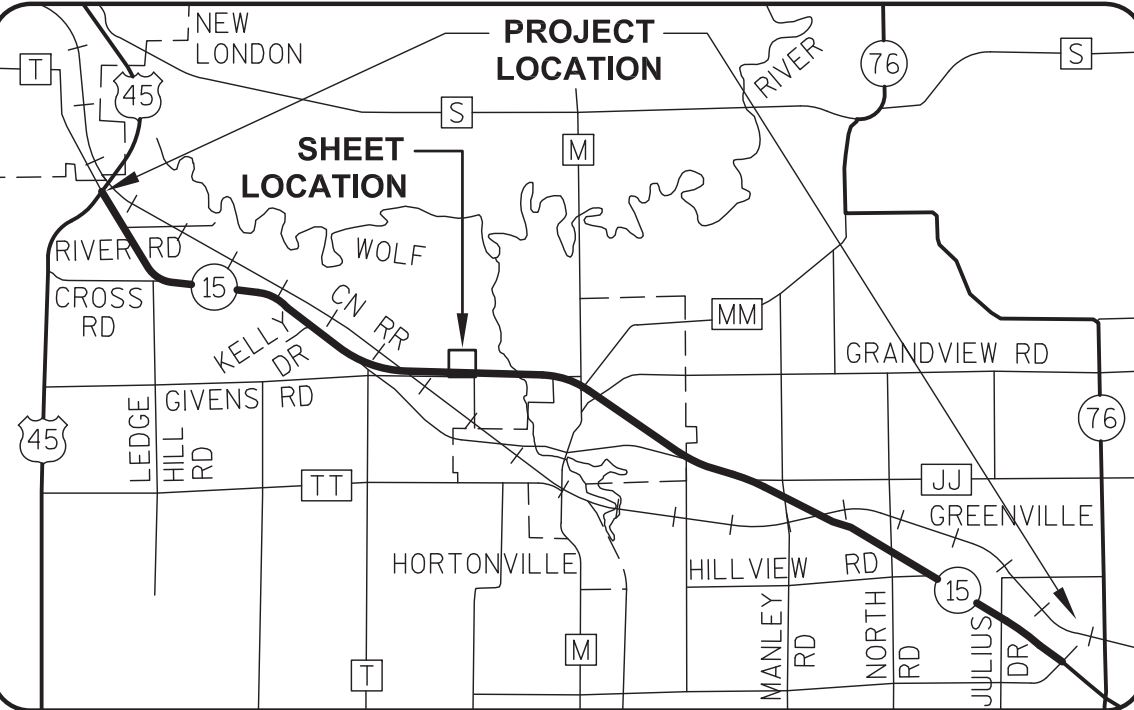 NEW
LONDON
PROJECT
LOCATION
RIVER
76
S
T
45
S
M
SHEET
LOCATION
RIVER RD
WOLF
15
CROSS
RD
CN RR
KELLY
DR
MM
GRANDVIEW RD
GIVENS RD
LEDGE
HILL
RD
45
76
TT
JJ
GREENVILLE
HORTONVILLE
HILLVIEW RD
15
MANLEY
RD
NORTH
RD
JULIUS
DR
T
M